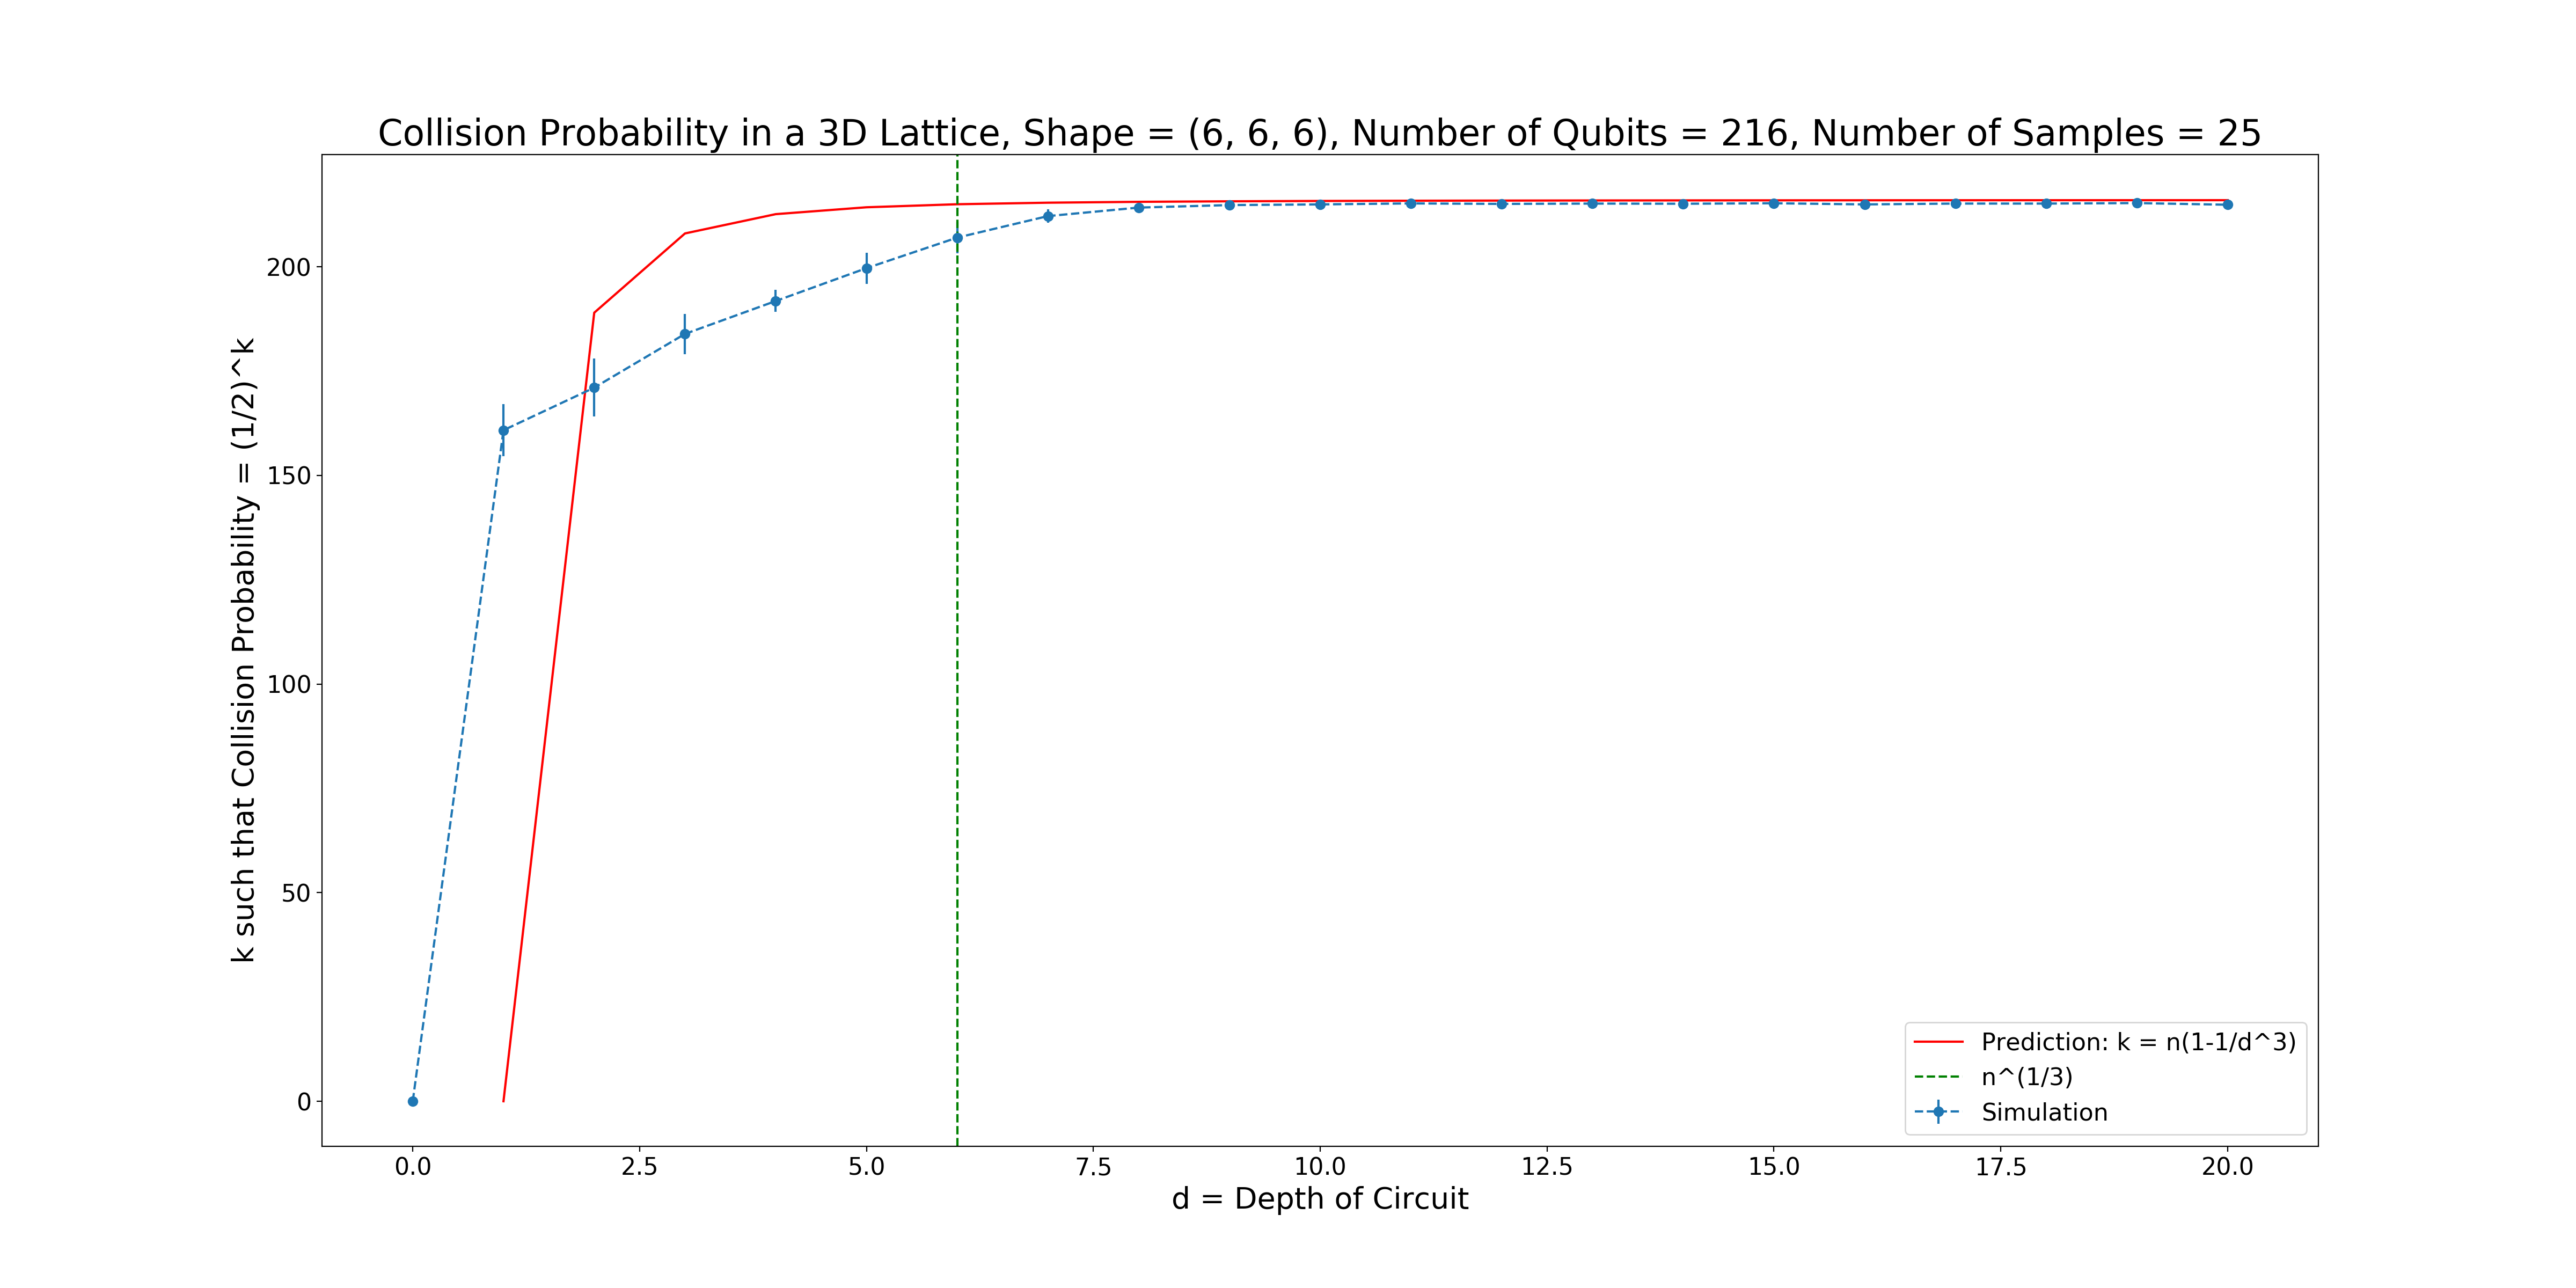 Collision Probability in a 3D Lattice, Shape = (6, 6, 6), Number of Qubits = 216, Number of Samples = 25
k such that Collision Probability = (1/2)^k
200
150
100
50
0
0.0 2.5 5.0 7.5 10.0 12.5 15.0 17.5 20.0
d = Depth of Circuit
Prediction: k = n(1-1/d^3)
n^(1/3)
Simulation